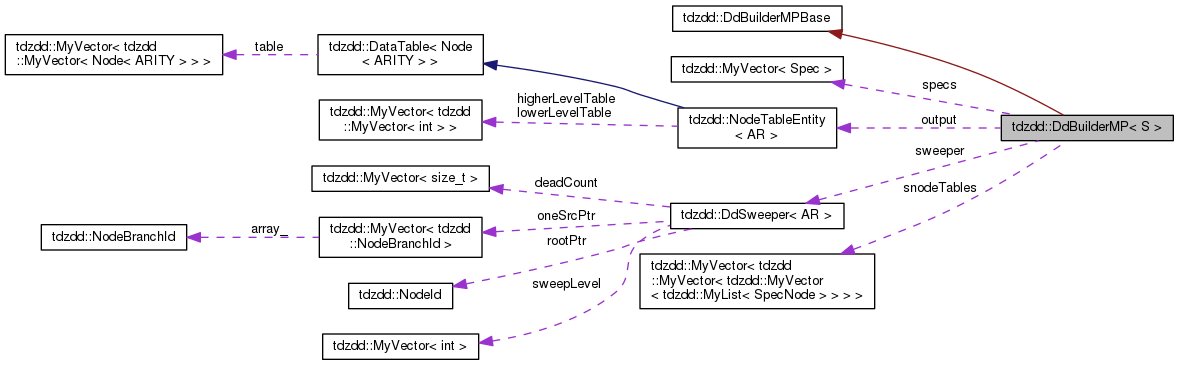 tdzdd::DdBuilderMPBase
tdzdd::MyVector< tdzdd
::MyVector< Node< ARITY > > >
table
tdzdd::DataTable< Node
< ARITY > >
tdzdd::MyVector< Spec >
specs
higherLevelTable
lowerLevelTable
tdzdd::MyVector< tdzdd
::MyVector< int > >
tdzdd::NodeTableEntity
< AR >
output
tdzdd::DdBuilderMP< S >
sweeper
snodeTables
tdzdd::MyVector< size_t >
deadCount
tdzdd::DdSweeper< AR >
oneSrcPtr
tdzdd::NodeBranchId
array_
tdzdd::MyVector< tdzdd
::NodeBranchId >
rootPtr
tdzdd::MyVector< tdzdd
::MyVector< tdzdd::MyVector
< tdzdd::MyList< SpecNode > > > >
sweepLevel
tdzdd::NodeId
tdzdd::MyVector< int >